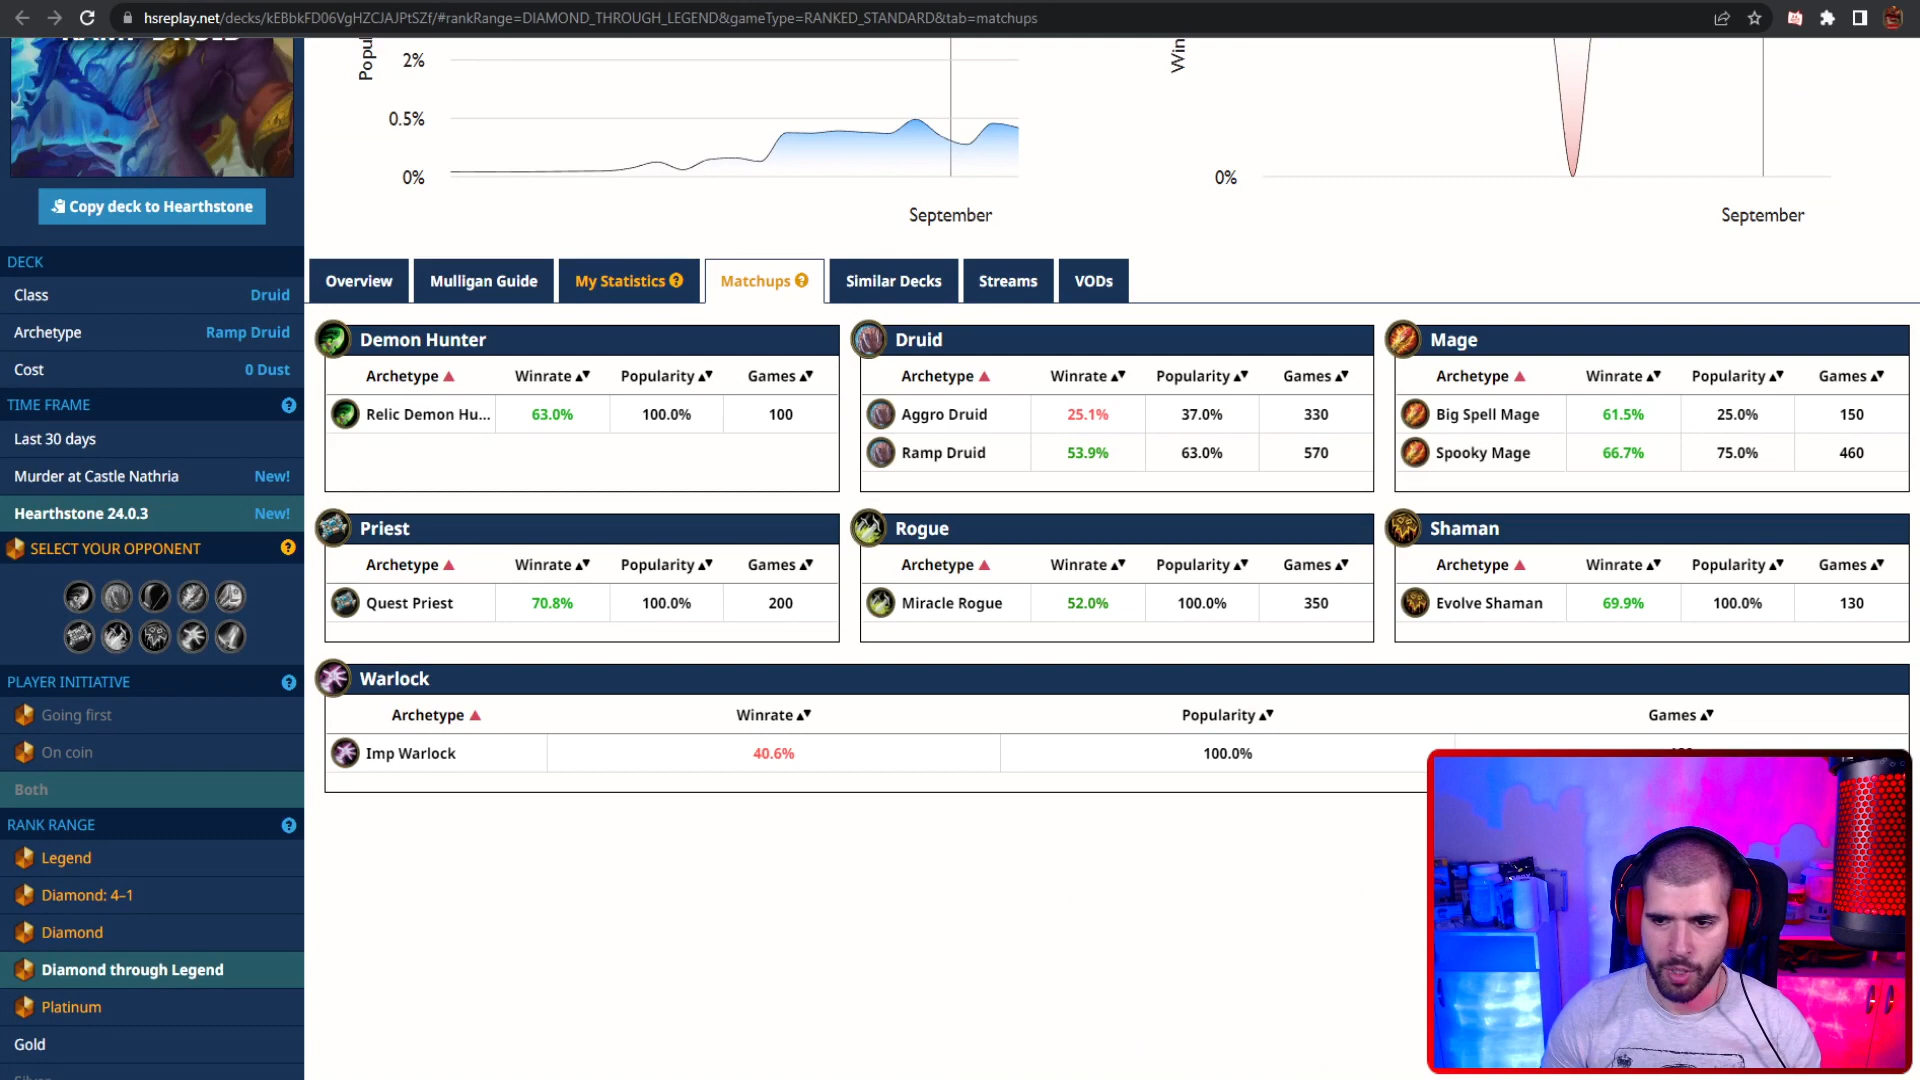 hsreplay.net/decks/kEBbkFD06VgHZCJAJPtSZf/#rankRange=DIAMOND_THROUGH_LEGEND&gameType=RANKED_STANDARD&tab=matchups
RAMP DRUID
Copy deck to Hearthstone
DECK
Class Druid
Archetype Ramp Druid
Cost 0 Dust
TIME FRAME ?
Last 30 days
Murder at Castle Nathria New!
Hearthstone 24.0.3 New!
SELECT YOUR OPPONENT ?
PLAYER INITIATIVE ?
Going first
On coin
Both
RANK RANGE ?
Legend
Diamond: 4–1
Diamond
Diamond through Legend
Platinum
Gold
2%
0.5%
0%
September
Win
0%
September
Overview Mulligan Guide My Statistics ? Matchups ? Similar Decks Streams VODs
Demon Hunter
Archetype Winrate Popularity Games
Relic Demon Hu... 63.0% 100.0% 100
Druid
Archetype Winrate Popularity Games
Aggro Druid 25.1% 37.0% 330
Ramp Druid 53.9% 63.0% 570
Mage
Archetype Winrate Popularity Games
Big Spell Mage 61.5% 25.0% 150
Spooky Mage 66.7% 75.0% 460
Priest
Archetype Winrate Popularity Games
Quest Priest 70.8% 100.0% 200
Rogue
Archetype Winrate Popularity Games
Miracle Rogue 52.0% 100.0% 350
Shaman
Archetype Winrate Popularity Games
Evolve Shaman 69.9% 100.0% 130
Warlock
Archetype Winrate Popularity Games
Imp Warlock 40.6% 100.0%